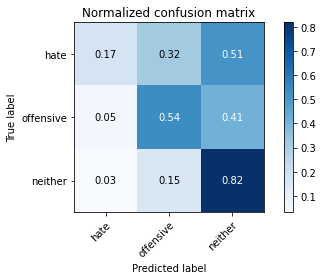 Normalized confusion matrix
True label
hate 0.17 0.32 0.51
offensive 0.05 0.54 0.41
neither 0.03 0.15 0.82
hate offensive neither
Predicted label
0.8
0.7
0.6
0.5
0.4
0.3
0.2
0.1